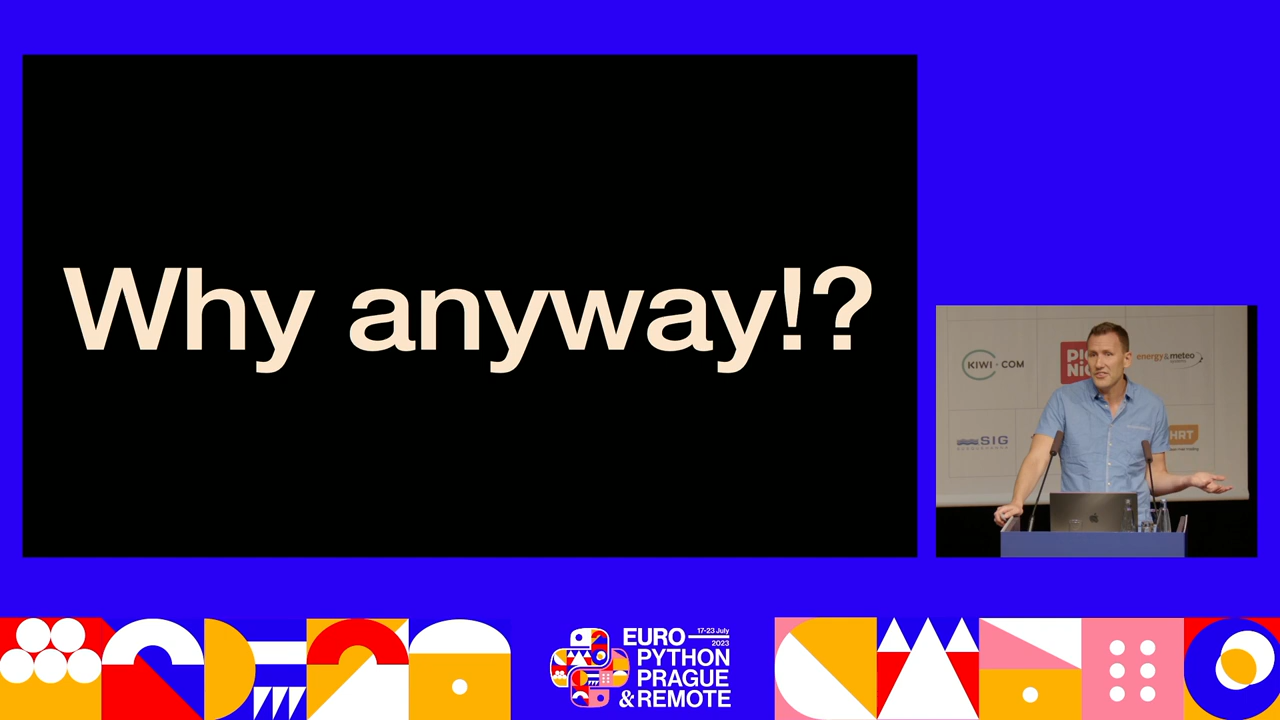 Why anyway!?
KIWI.COM
energy & meteo
SIG
HRT
EURO 17-23 July
2023
PYTHON
PRAGUE
& REMOTE